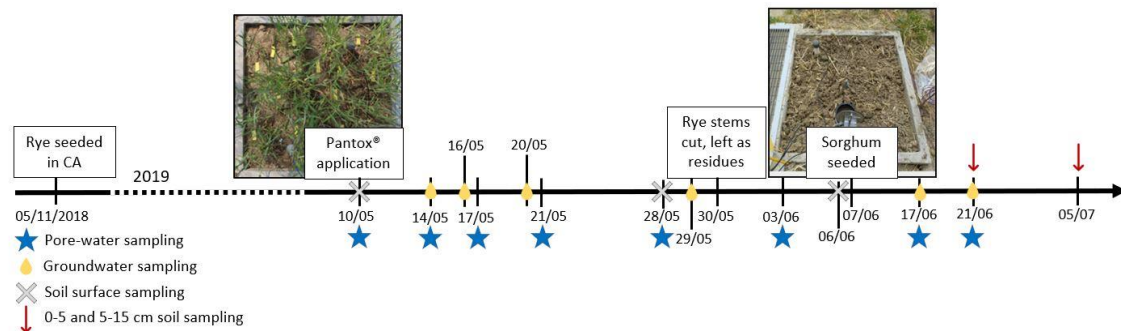 Rye seeded
in CA
2019
Pantox®
application
16/05
20/05
Rye stems
cut, left as
residues
Sorghum
seeded
05/11/2018
10/05
14/05
17/05
21/05
28/05
29/05
30/05
03/06
06/06
07/06
17/06
21/06
05/07
Pore-water sampling
Groundwater sampling
Soil surface sampling
0-5 and 5-15 cm soil sampling